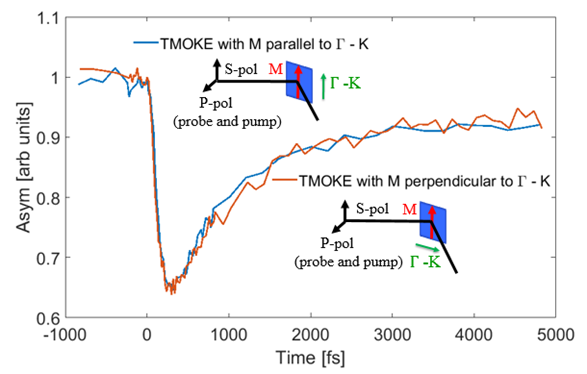 1.1
TMOKE with M parallel to Γ - K
1
S-pol
M
Γ -K
P-pol
(probe and pump)
0.9
Asym [arb units]
0.8
TMOKE with M perpendicular to Γ - K
S-pol
M
P-pol
(probe and pump)
Γ -K
0.7
0.6
-1000
0
1000
2000
3000
4000
5000
Time [fs]